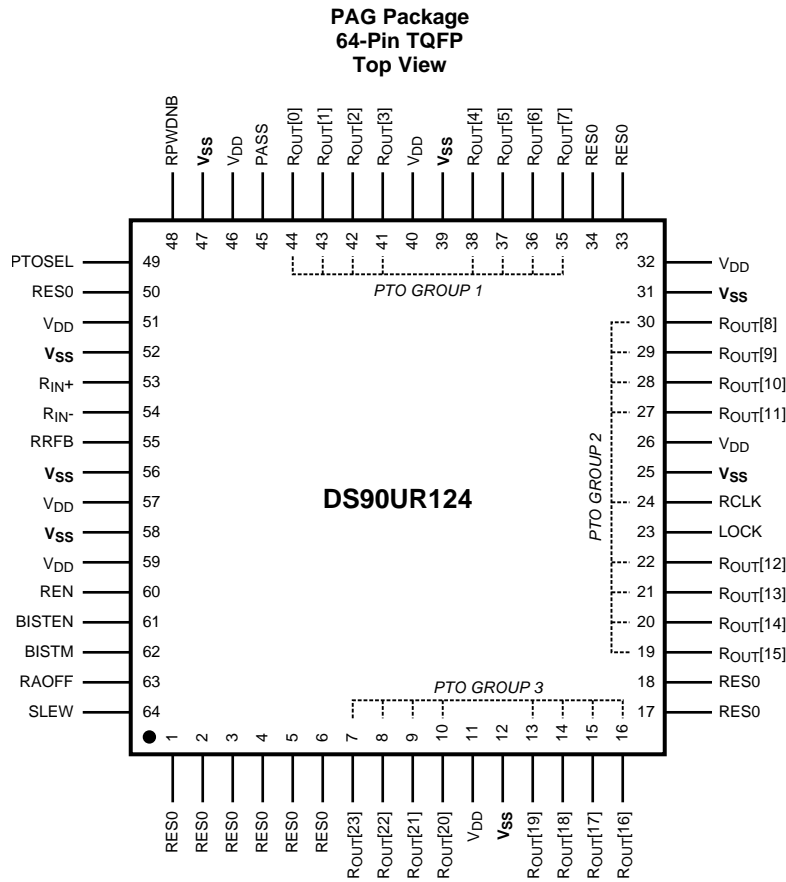 PAG Package
64-Pin TQFP
Top View
RPWDNB
VSS
VDD
PASS
ROUT[0]
ROUT[1]
ROUT[2]
ROUT[3]
VDD
VSS
ROUT[4]
ROUT[5]
ROUT[6]
ROUT[7]
RES0
RES0
48 47 46 45 44 43 42 41 40 39 38 37 36 35 34 33
PTO GROUP 1
PTOSEL 49
RES0 50
VDD 51
VSS 52
RIN+ 53
RIN- 54
RRFB 55
VSS 56
VDD 57
VSS 58
VDD 59
REN 60
BISTEN 61
BISTM 62
RAOFF 63
SLEW 64
DS90UR124
32 VDD
31 VSS
30 ROUT[8]
29 ROUT[9]
28 ROUT[10]
27 ROUT[11]
26 VDD
25 VSS
24 RCLK
23 LOCK
22 ROUT[12]
21 ROUT[13]
20 ROUT[14]
19 ROUT[15]
18 RES0
17 RES0
PTO GROUP 2
PTO GROUP 3
1 2 3 4 5 6 7 8 9 10 11 12 13 14 15 16
RES0
RES0
RES0
RES0
RES0
RES0
ROUT[23]
ROUT[22]
ROUT[21]
ROUT[20]
VDD
VSS
ROUT[19]
ROUT[18]
ROUT[17]
ROUT[16]